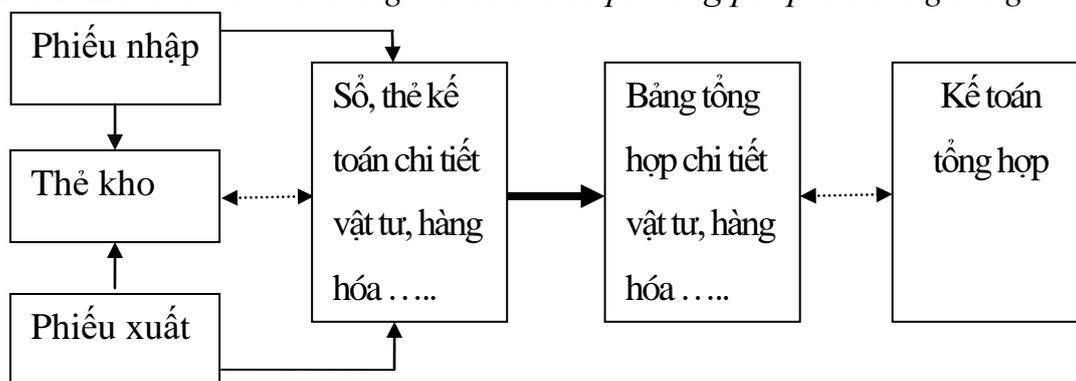 Phiếu nhập
Thẻ kho
Phiếu xuất
Sổ, thẻ kế
toán chi tiết
vật tư, hàng
hóa …..
Bảng tổng
hợp chi tiết
vật tư, hàng
hóa …..
Kế toán
tổng hợp